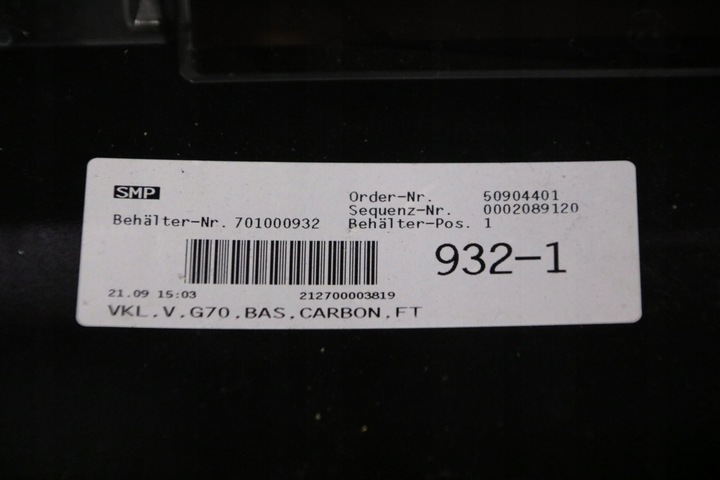 SMP
Order-Nr. 50904401
Sequenz-Nr. 0002089120
Behälter-Nr. 701000932 Behälter-Pos. 1
932-1
21.09 15:03 212700003819
VKL.V.G70.BAS.CARBON.FT